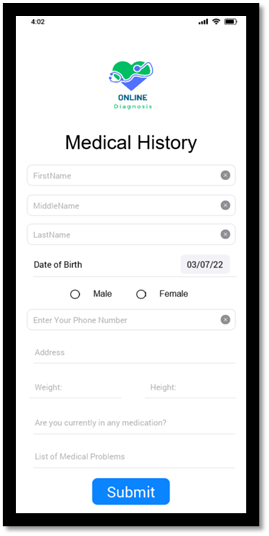 4:02
ONLINE
Diagnosis
Medical History
FirstName
MiddleName
LastName
Date of Birth 03/07/22
Male Female
Enter Your Phone Number
Address
Weight: Height:
Are you currently in any medication?
List of Medical Problems
Submit